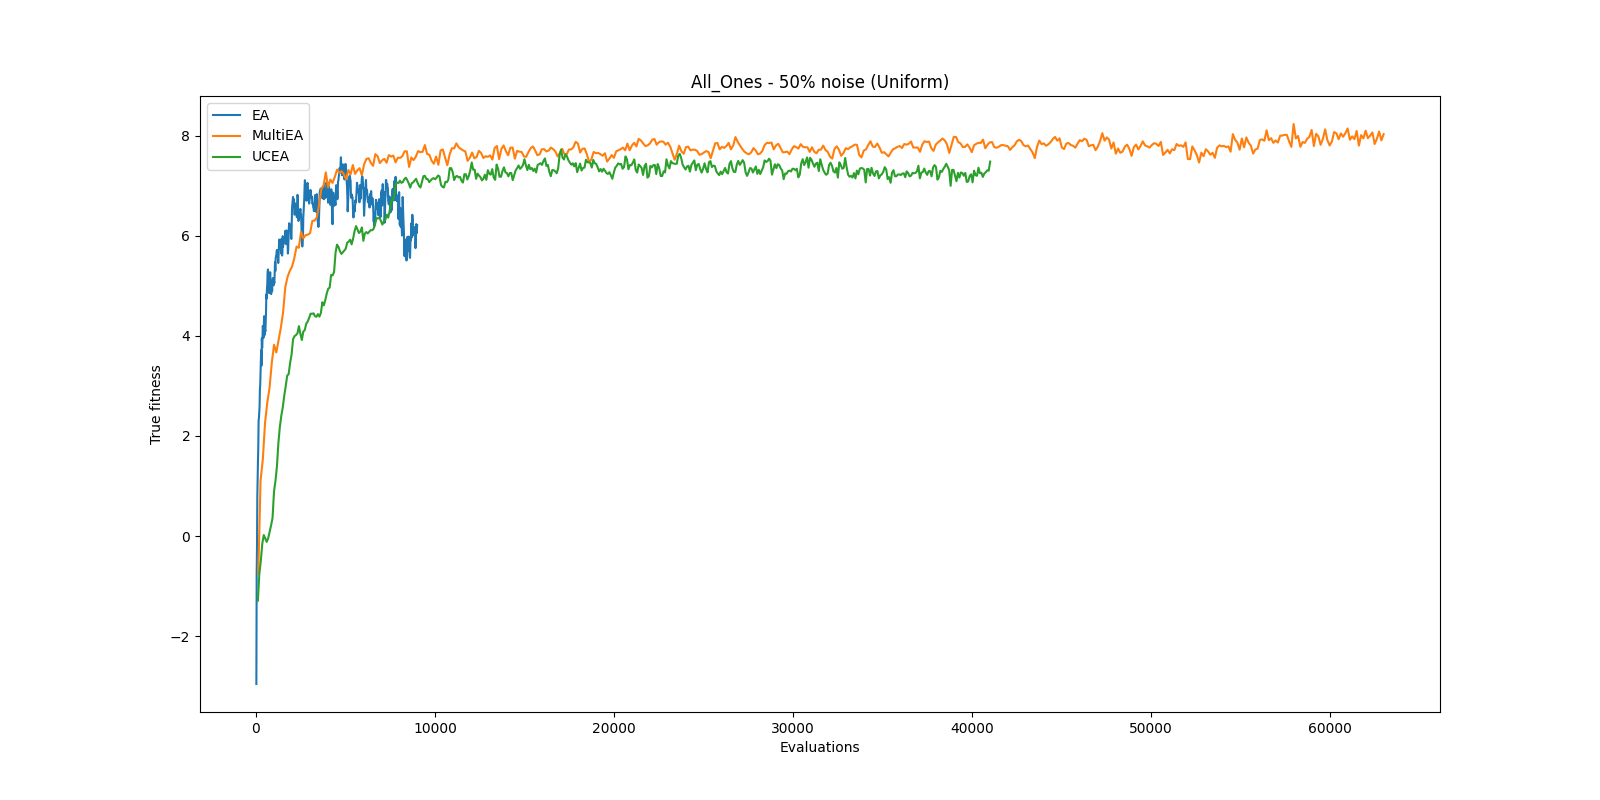 All_Ones - 50% noise (Uniform)
EA
MultiEA
UCEA
8
6
4
2
0
−2
True fitness
0
10000
20000
30000
40000
50000
60000
Evaluations